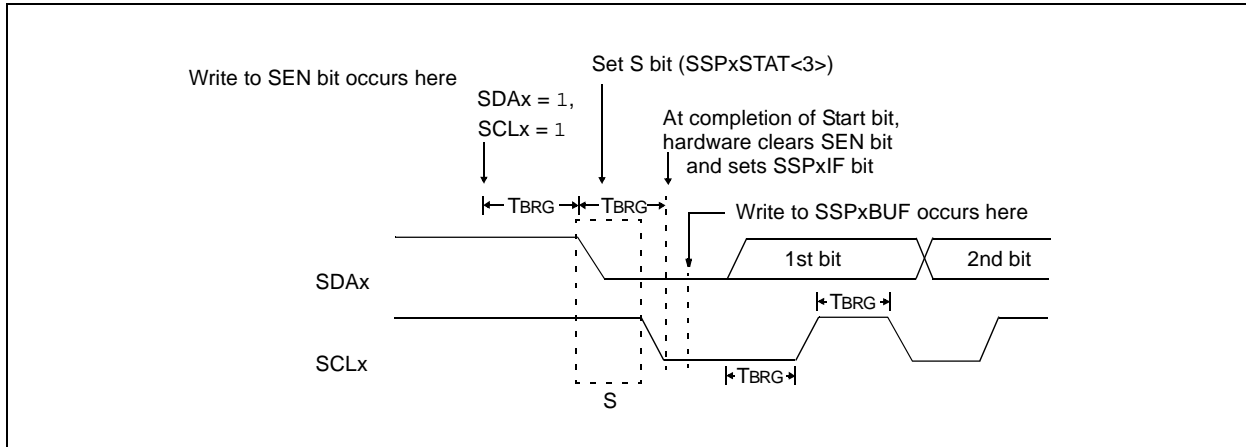 Write to SEN bit occurs here
Set S bit (SSPxSTAT<3>)
SDAx = 1,
SCLx = 1
At completion of Start bit,
hardware clears SEN bit
and sets SSPxIF bit
TBRG
TBRG
Write to SSPxBUF occurs here
SDAx
1st bit
2nd bit
TBRG
SCLx
TBRG
S